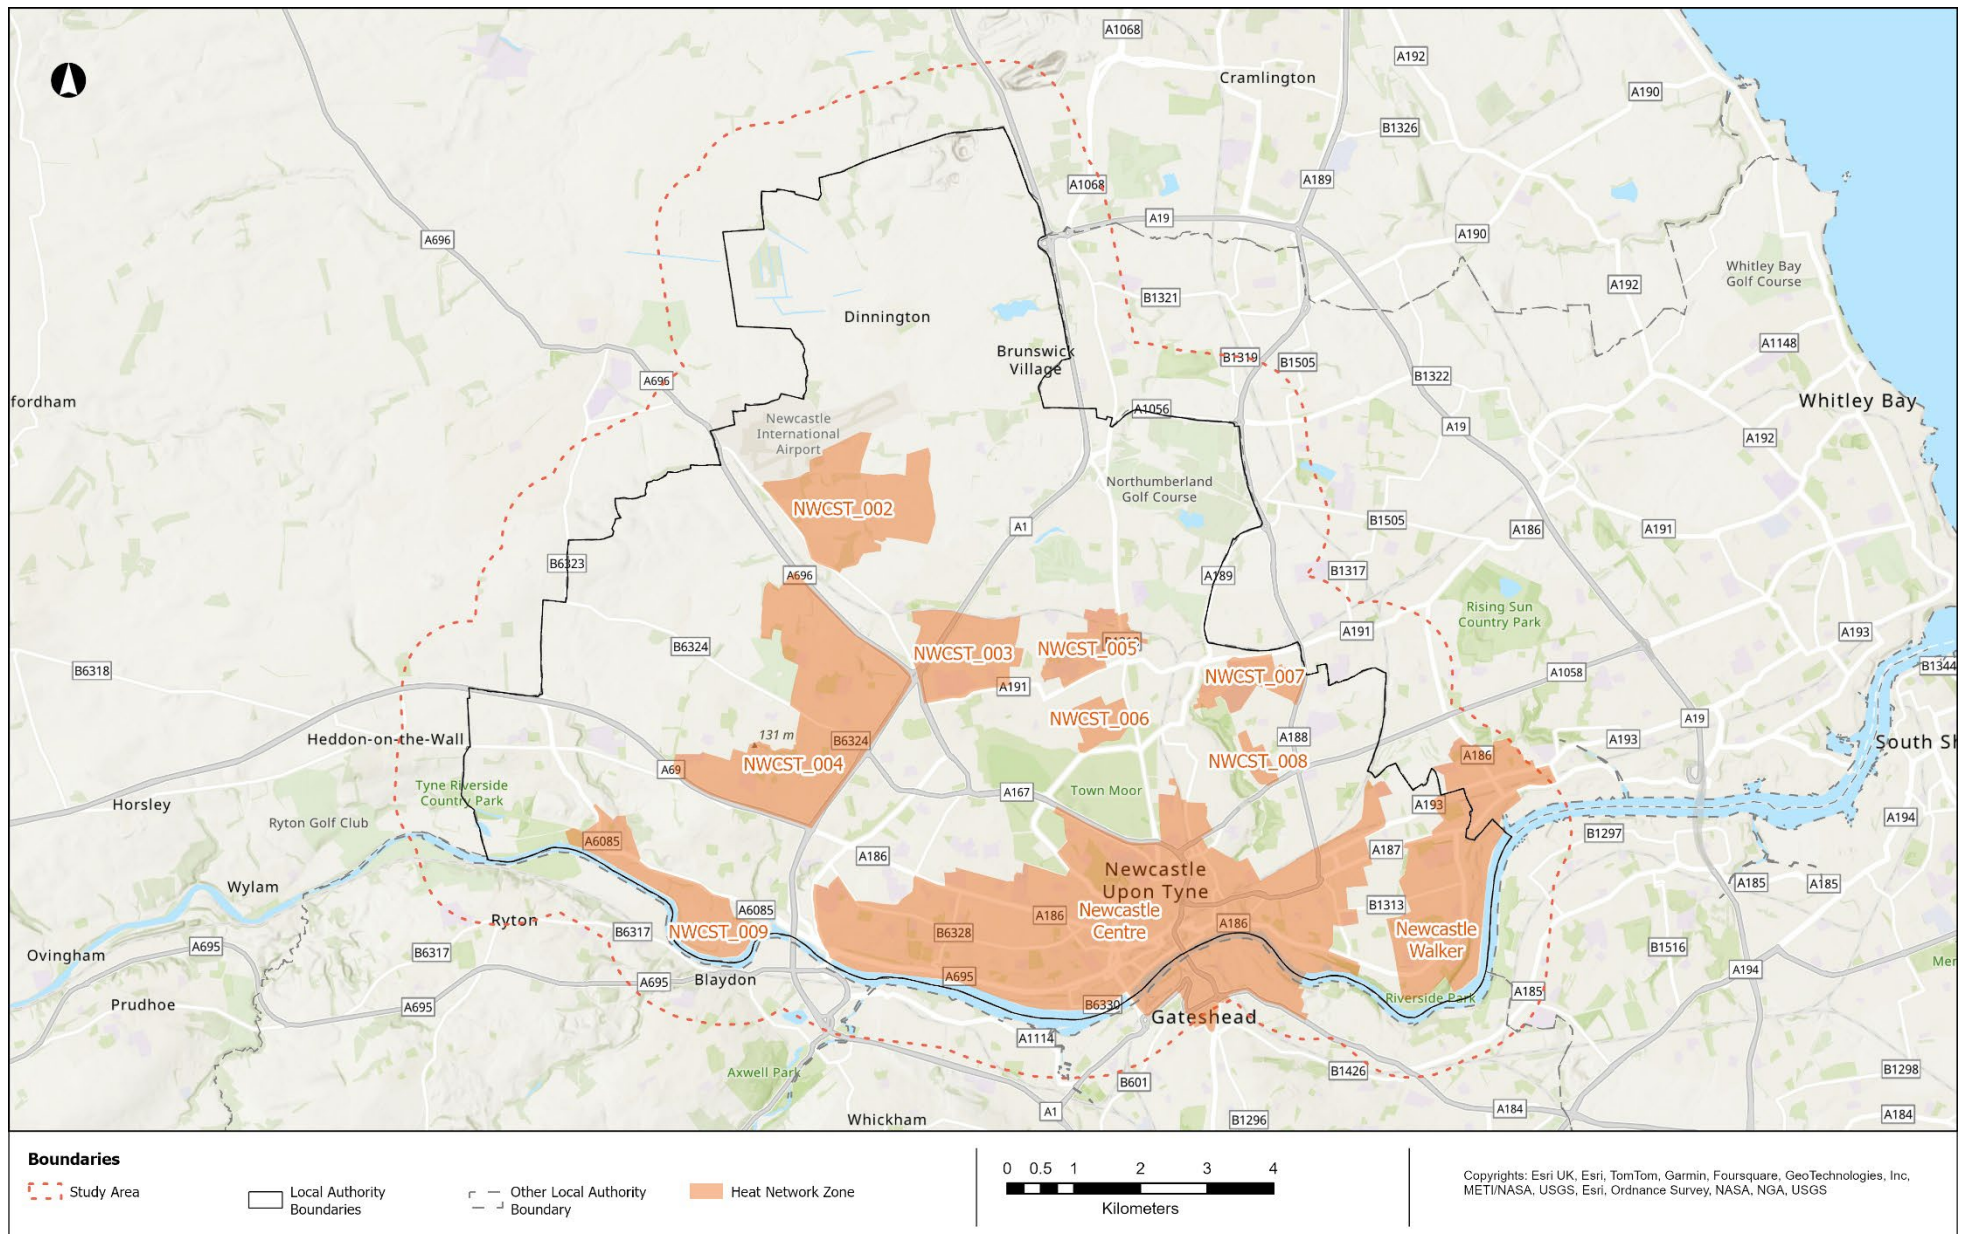 A1068
Cramlington
A192
A190
B1326
A1068
A189
A19
A696
A190
Whitley Bay
Golf Course
A192
B1321
Dinnington
Brunswick
Village
B1319
B1505
A1148
A696
B1322
fordham
A1056
Whitley Bay
Newcastle
International
Airport
A19
A192
Northumberland
Golf Course
NWCST_002
A1
B1505
A186
A191
B6323
A696
A189
B1317
Rising Sun
Country Park
A191
A193
B6324
NWCST_003
NWCST_005
B6318
A191
NWCST_007
A1058
B1344
NWCST_006
A19
Heddon-on-the-Wall
131 m
B6324
A188
A193
South Sh
NWCST_004
NWCST_008
A186
A69
Tyne Riverside
Country Park
A167
Town Moor
Horsley
A193
Ryton Golf Club
A194
B1297
A6085
A186
A187
Newcastle
Upon Tyne
Wylam
A185
A185
A6085
A186
Newcastle
Centre
B1313
Ryton
B6317
NWCST_009
B6328
A186
Newcastle
Walker
A695
B6317
B1516
Ovingham
Mer
A194
Blaydon
A695
A695
Prudhoe
A695
B6330
Riverside Park
A185
Gateshead
A1114
Axwell Park
B601
B1426
B1298
A1
A184
A184
Whickham
B1296
Boundaries
Study Area
Local Authority
Boundaries
Other Local Authority
Boundary
Heat Network Zone
0 0.5 1 2 3 4
Kilometers
Copyrights: Esri UK, Esri, TomTom, Garmin, Foursquare, GeoTechnologies, Inc,
METI/NASA, USGS, Esri, Ordnance Survey, NASA, NGA, USGS